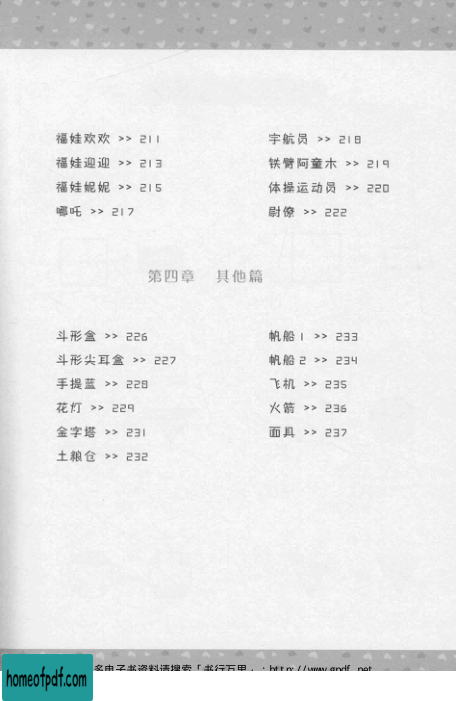 福娃欢欢 >> 211
福娃迎迎 >> 213
福娃妮妮 >> 215
哪吒 >> 217
宇航员 >> 218
铁臂阿童木 >> 219
体操运动员 >> 220
尉僚 >> 222
第四章 其他篇
斗形盒 >> 226
斗形尖耳盒 >> 227
手提蓝 >> 228
花灯 >> 229
金字塔 >> 231
土粮仓 >> 232
帆船1 >> 233
帆船2 >> 234
飞机 >> 235
火箭 >> 236
面具 >> 237
多电子书资料请搜索「书行万里」：http://www.gpdf.net
homeofpdf.com